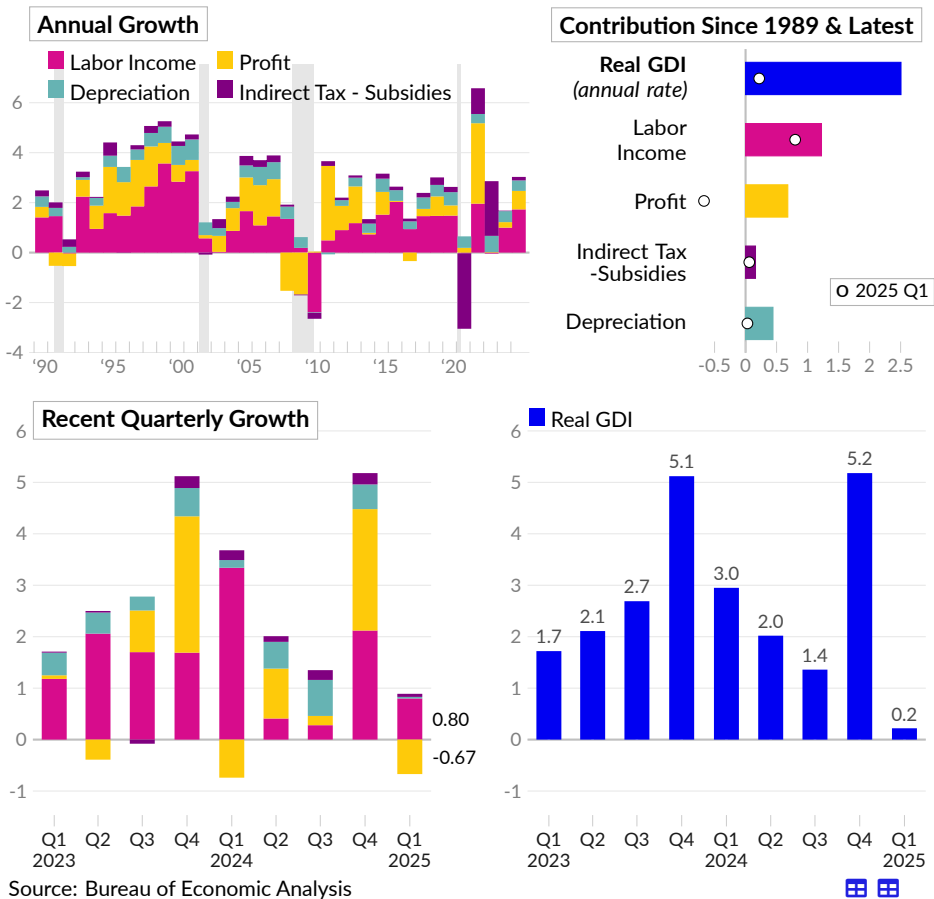 Annual Growth
Labor Income
Profit
Depreciation
Indirect Tax - Subsidies
6
4
2
0
-2
-4
‘90
‘95
‘00
‘05
‘10
‘15
‘20
Contribution Since 1989 & Latest
Real GDI
(annual rate)
Labor
Income
Profit
Indirect Tax
-Subsidies
Depreciation
2025 Q1
-0.5 0 0.5 1 1.5 2 2.5
Recent Quarterly Growth
6
5
4
3
2
1
0
-1
0.80
-0.67
Q1 Q2 Q3 Q4 Q1 Q2 Q3 Q4 Q1
2023 2024 2025
Real GDI
6
5
4
3
2
1
0
-1
1.7
2.1
2.7
5.1
3.0
2.0
1.4
5.2
0.2
Q1 Q2 Q3 Q4 Q1 Q2 Q3 Q4 Q1
2023 2024 2025
Source: Bureau of Economic Analysis